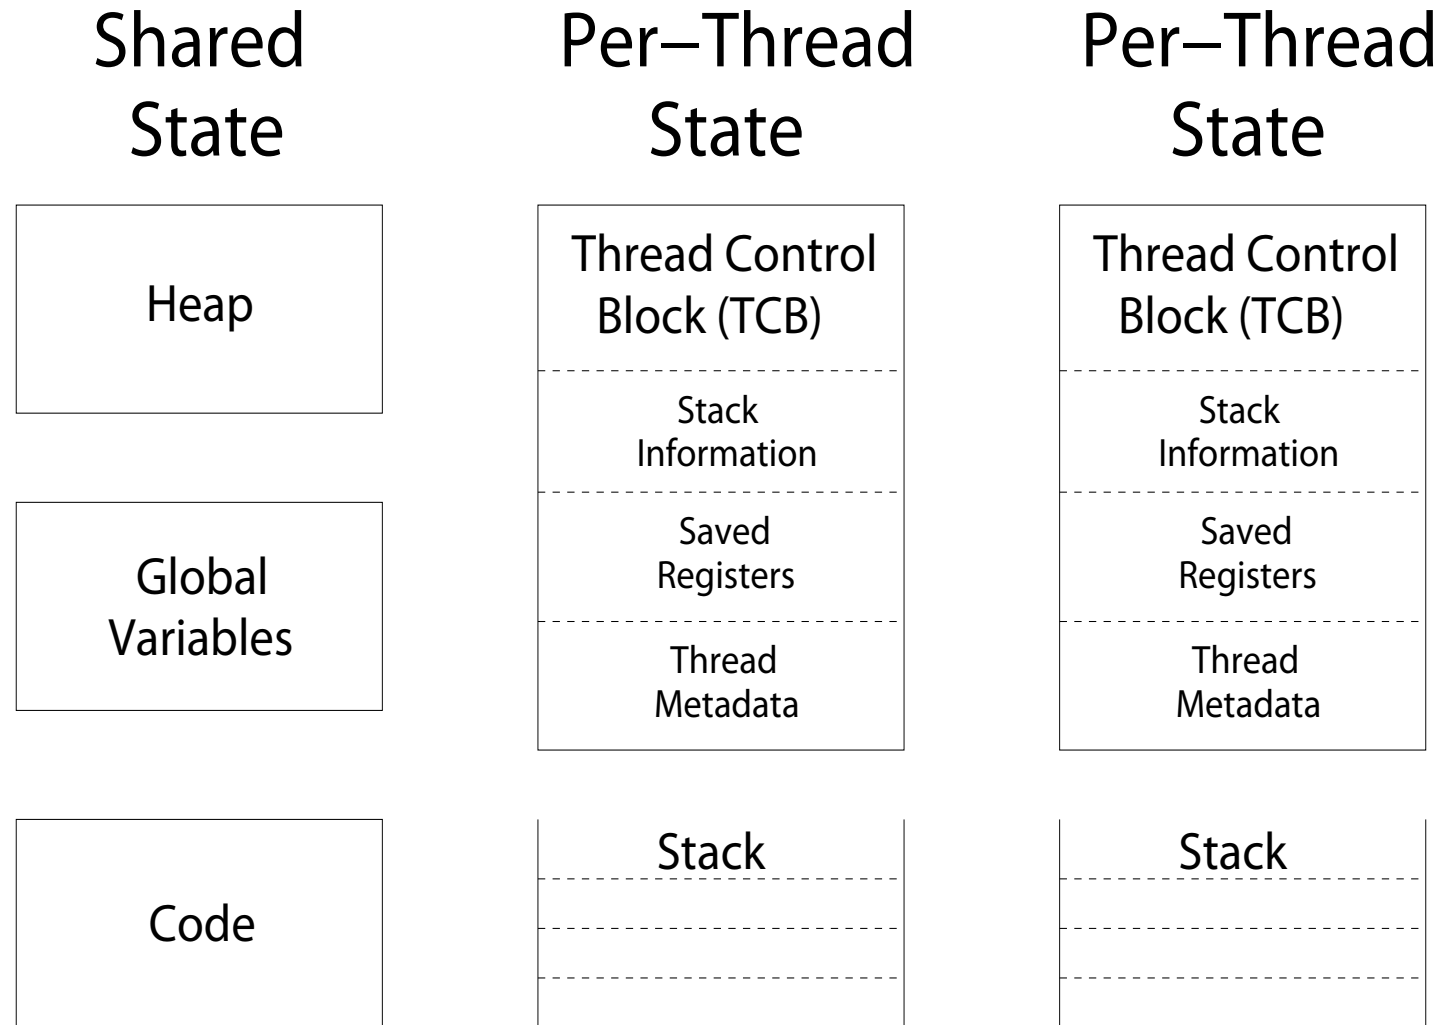 Shared
State
Heap
Global
Variables
Code
Per–Thread
State
Thread Control
Block (TCB)
Stack
Information
Saved
Registers
Thread
Metadata
Stack
Per–Thread
State
Thread Control
Block (TCB)
Stack
Information
Saved
Registers
Thread
Metadata
Stack